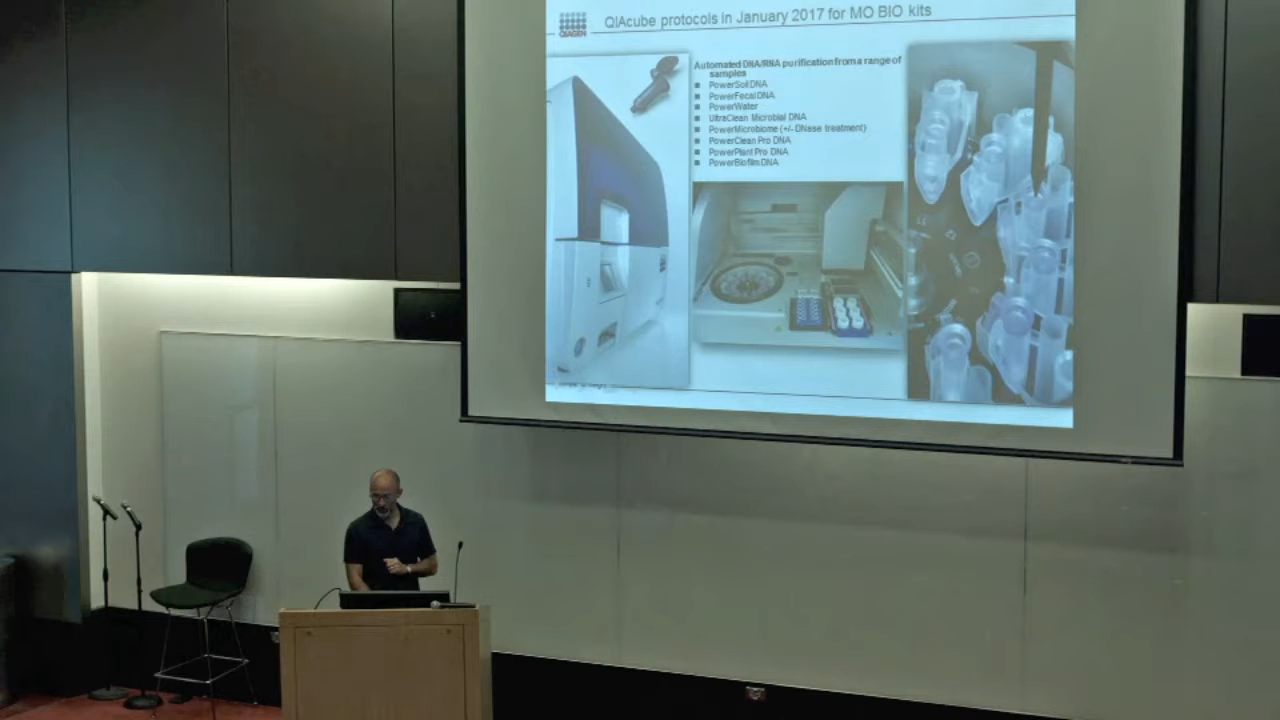 QIAGEN
QIAcube protocols in January 2017 for MO BIO kits
Automated DNA/RNA purification from a range of
samples
PowerSoil DNA
PowerFecal DNA
PowerWater
UltraClean Microbial DNA
PowerMicrobiome (+/- DNase treatment)
PowerClean Pro DNA
PowerPlant Pro DNA
PowerBiofilm DNA